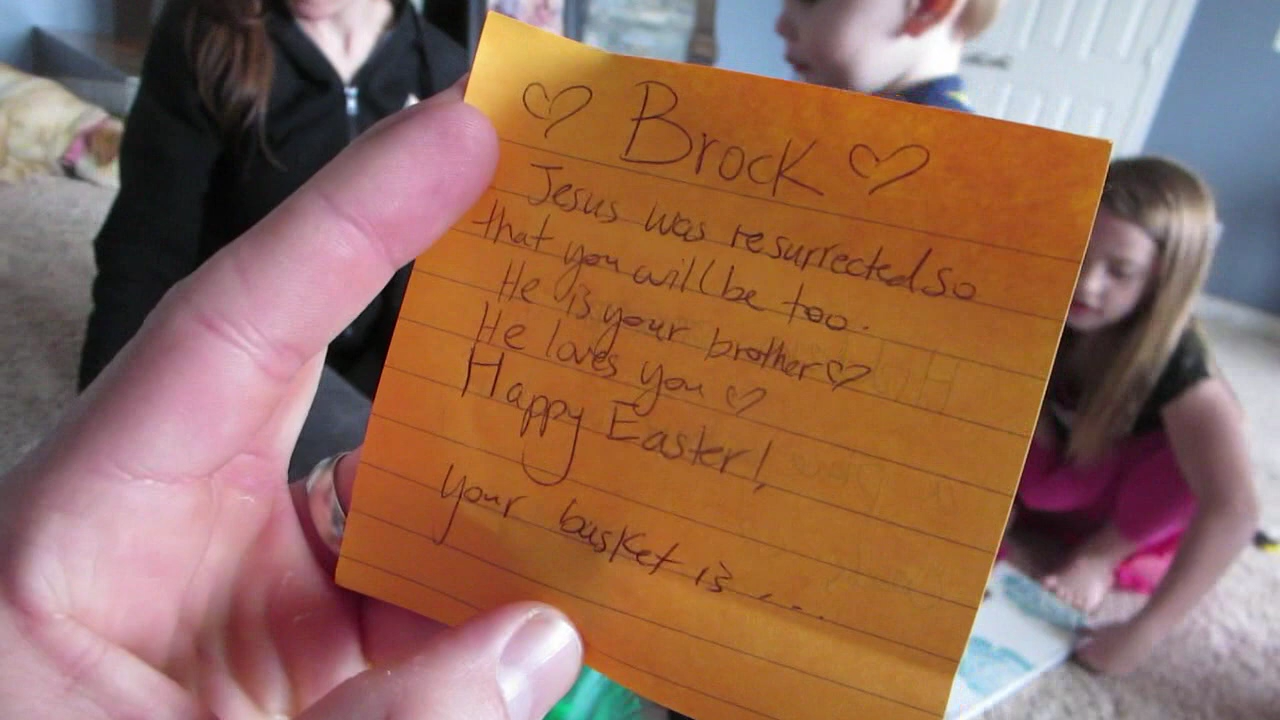 ♡ Brock ♡
Jesus was resurrected so
that you will be too.
He is your brother ♡
He loves you ♡
Happy Easter!
your basket is ....